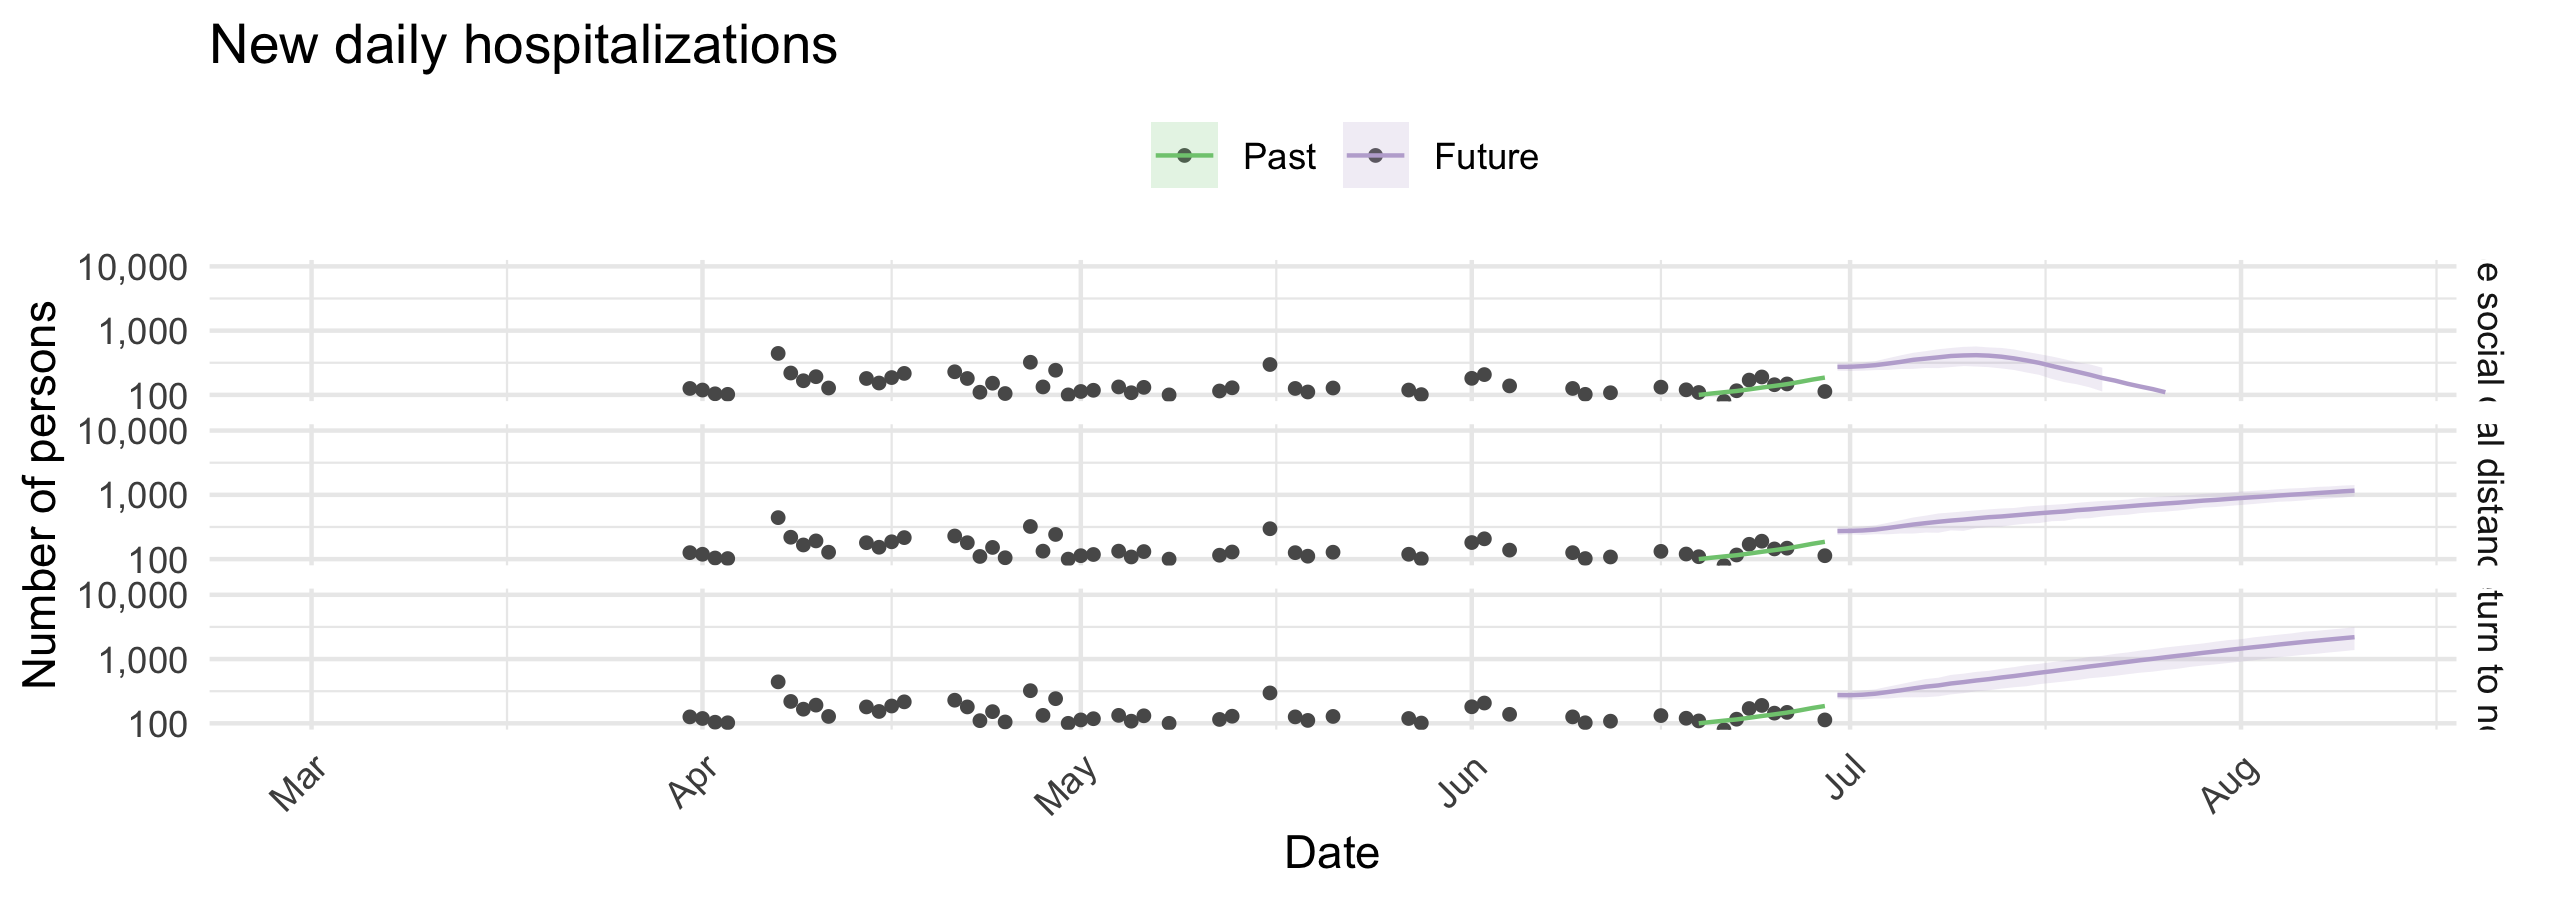 New daily hospitalizations
Past
Future
Number of persons
10,000
1,000
100
e social
10,000
1,000
100
al distanc
10,000
1,000
100
turn to
Mar
Apr
May
Jun
Jul
Aug
Date